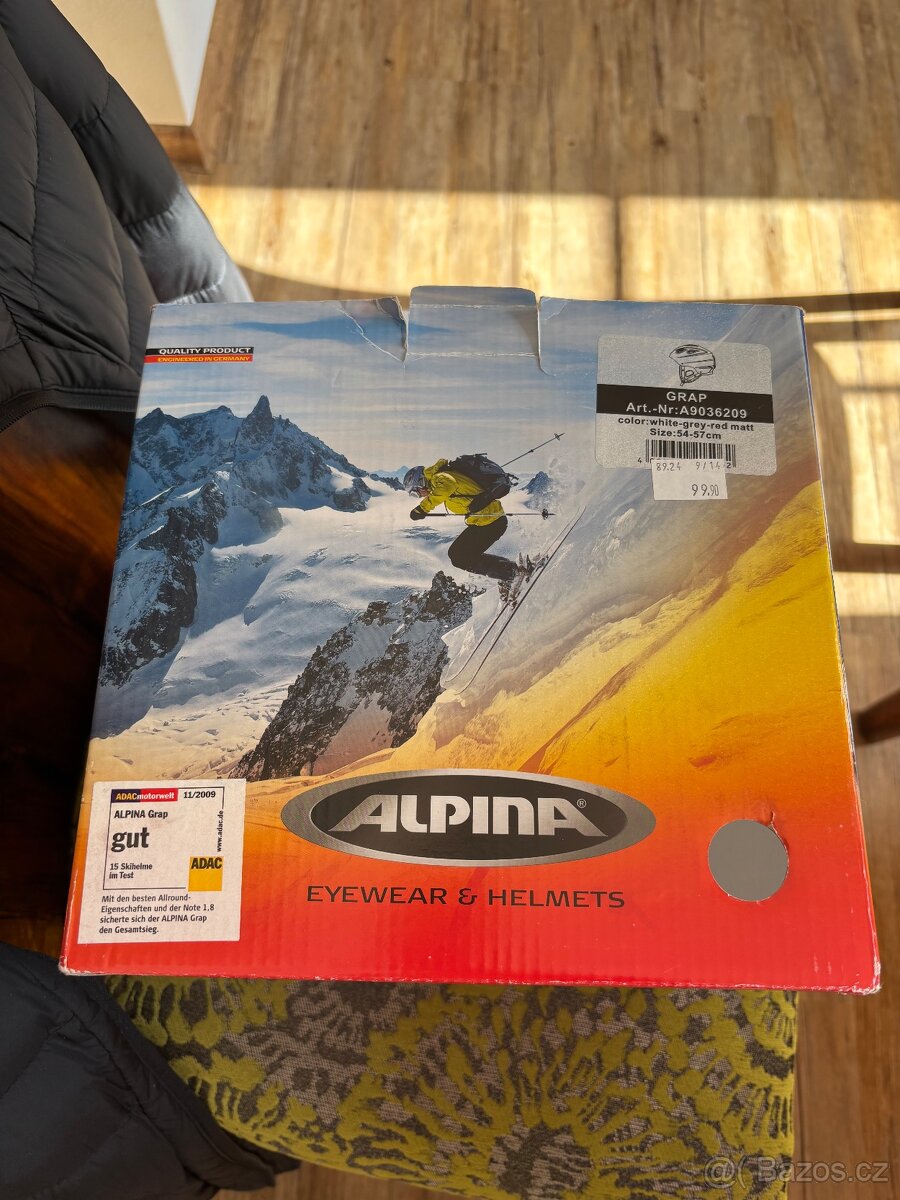 QUALITY PRODUCT
ENGINEERED IN GERMANY
GRAP
Art.-Nr:A9036209
color:white-grey-red matt
Size:54-57cm
89.24 9/14
99.90
ALPINA®
EYEWEAR & HELMETS
ADACmotorwelt 11/2009
ALPINA Grap
gut
15 Skihelme
im Test
www.adac.de
ADAC
Mit den besten Allround-
Eigenschaften und der Note 1,8
sicherte sich der ALPINA Grap
den Gesamtsieg.
Bazos.cz